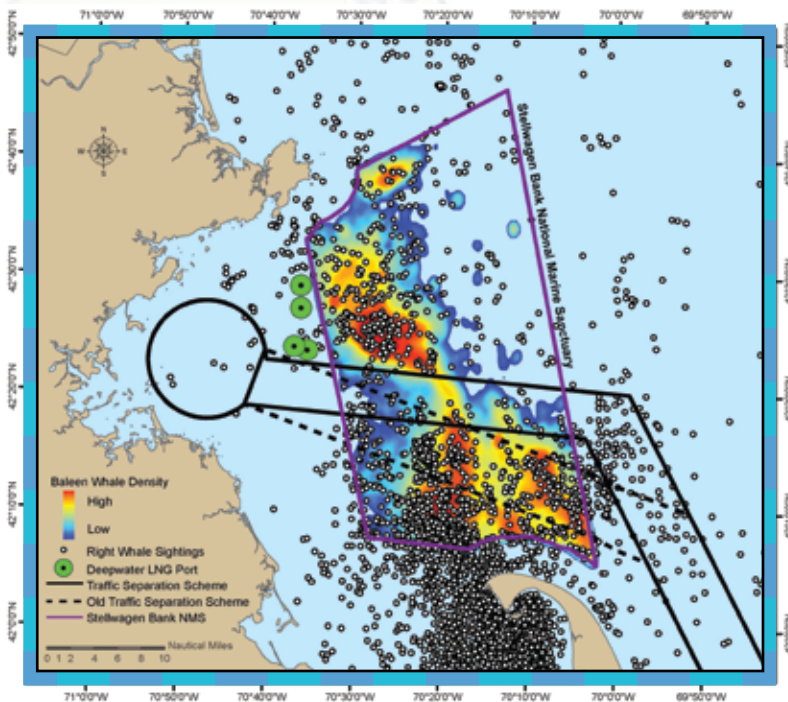 71°0'0"W 70°50'0"W 70°40'0"W 70°30'0"W 70°20'0"W 70°10'0"W 70°0'0"W 69°50'0"W
42°40'0"N
42°30'0"N
42°20'0"N
42°10'0"N
42°0'0"N
N
W E
S
Stellwagen Bank National Marine Sanctuary
Baleen Whale Density
High
Low
Right Whale Sightings
Deepwater LNG Port
Traffic Separation Scheme
Old Traffic Separation Scheme
Stellwagen Bank NMS
Nautical Miles
0 1 2 4 6 8 10
71°0'0"W 70°50'0"W 70°40'0"W 70°30'0"W 70°20'0"W 70°10'0"W 70°0'0"W 69°50'0"W